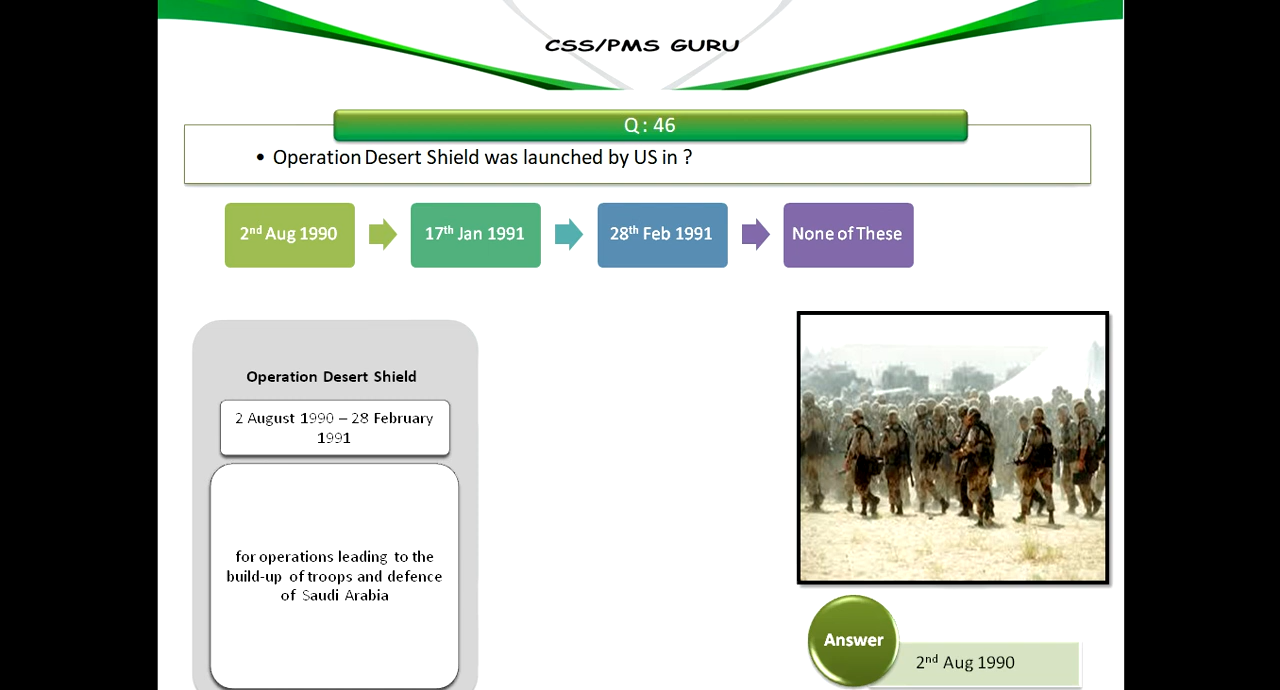 CSS/PMS GURU
Q : 46
• Operation Desert Shield was launched by US in ?
2nd Aug 1990
17th Jan 1991
28th Feb 1991
None of These
Operation Desert Shield
2 August 1990 – 28 February
1991
for operations leading to the
build-up of troops and defence
of Saudi Arabia
Answer
2nd Aug 1990